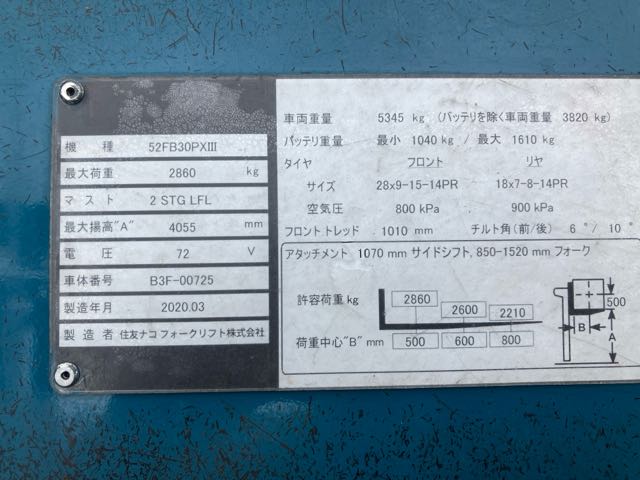 機 種 52FB30PXIII
最大荷重 2860 kg
マスト 2 STG LFL
最大揚高"A" 4055 mm
電 圧 72 V
車体番号 B3F-00725
製造年月 2020.03
製 造 者 住友ナコ フォークリフト株式会社
車両重量 5345 kg (バッテリを除く車両重量 3820 kg)
バッテリ重量 最小 1040 kg / 最大 1610 kg
タイヤ フロント リヤ
サイズ 28x9-15-14PR 18x7-8-14PR
空気圧 800 kPa 900 kPa
フロントトレッド 1010 mm チルト角(前/後) 6°/ 10°
アタッチメント 1070 mm サイドシフト, 850-1520 mm フォーク
許容荷重 kg 2860 2600 2210
荷重中心"B" mm 500 600 800
500
B
A